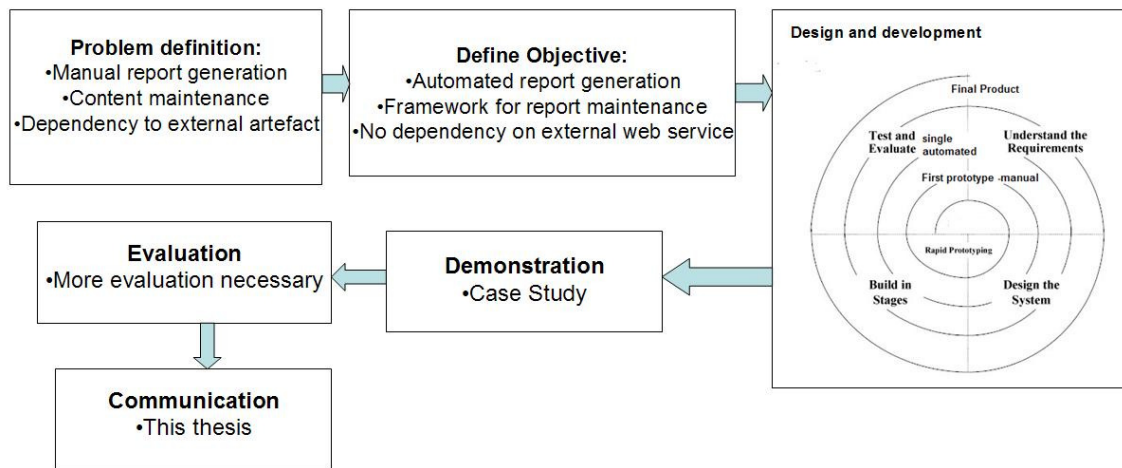 Problem definition:
•Manual report generation
•Content maintenance
•Dependency to external artefact
Define Objective:
•Automated report generation
•Framework for report maintenance
•No dependency on external web service
Design and development
Final Product
Test and
Evaluate
single
automated
Understand the
Requirements
First prototype -manual
Rapid Prototyping
Build in
Stages
Design the
System
Demonstration
•Case Study
Evaluation
•More evaluation necessary
Communication
•This thesis